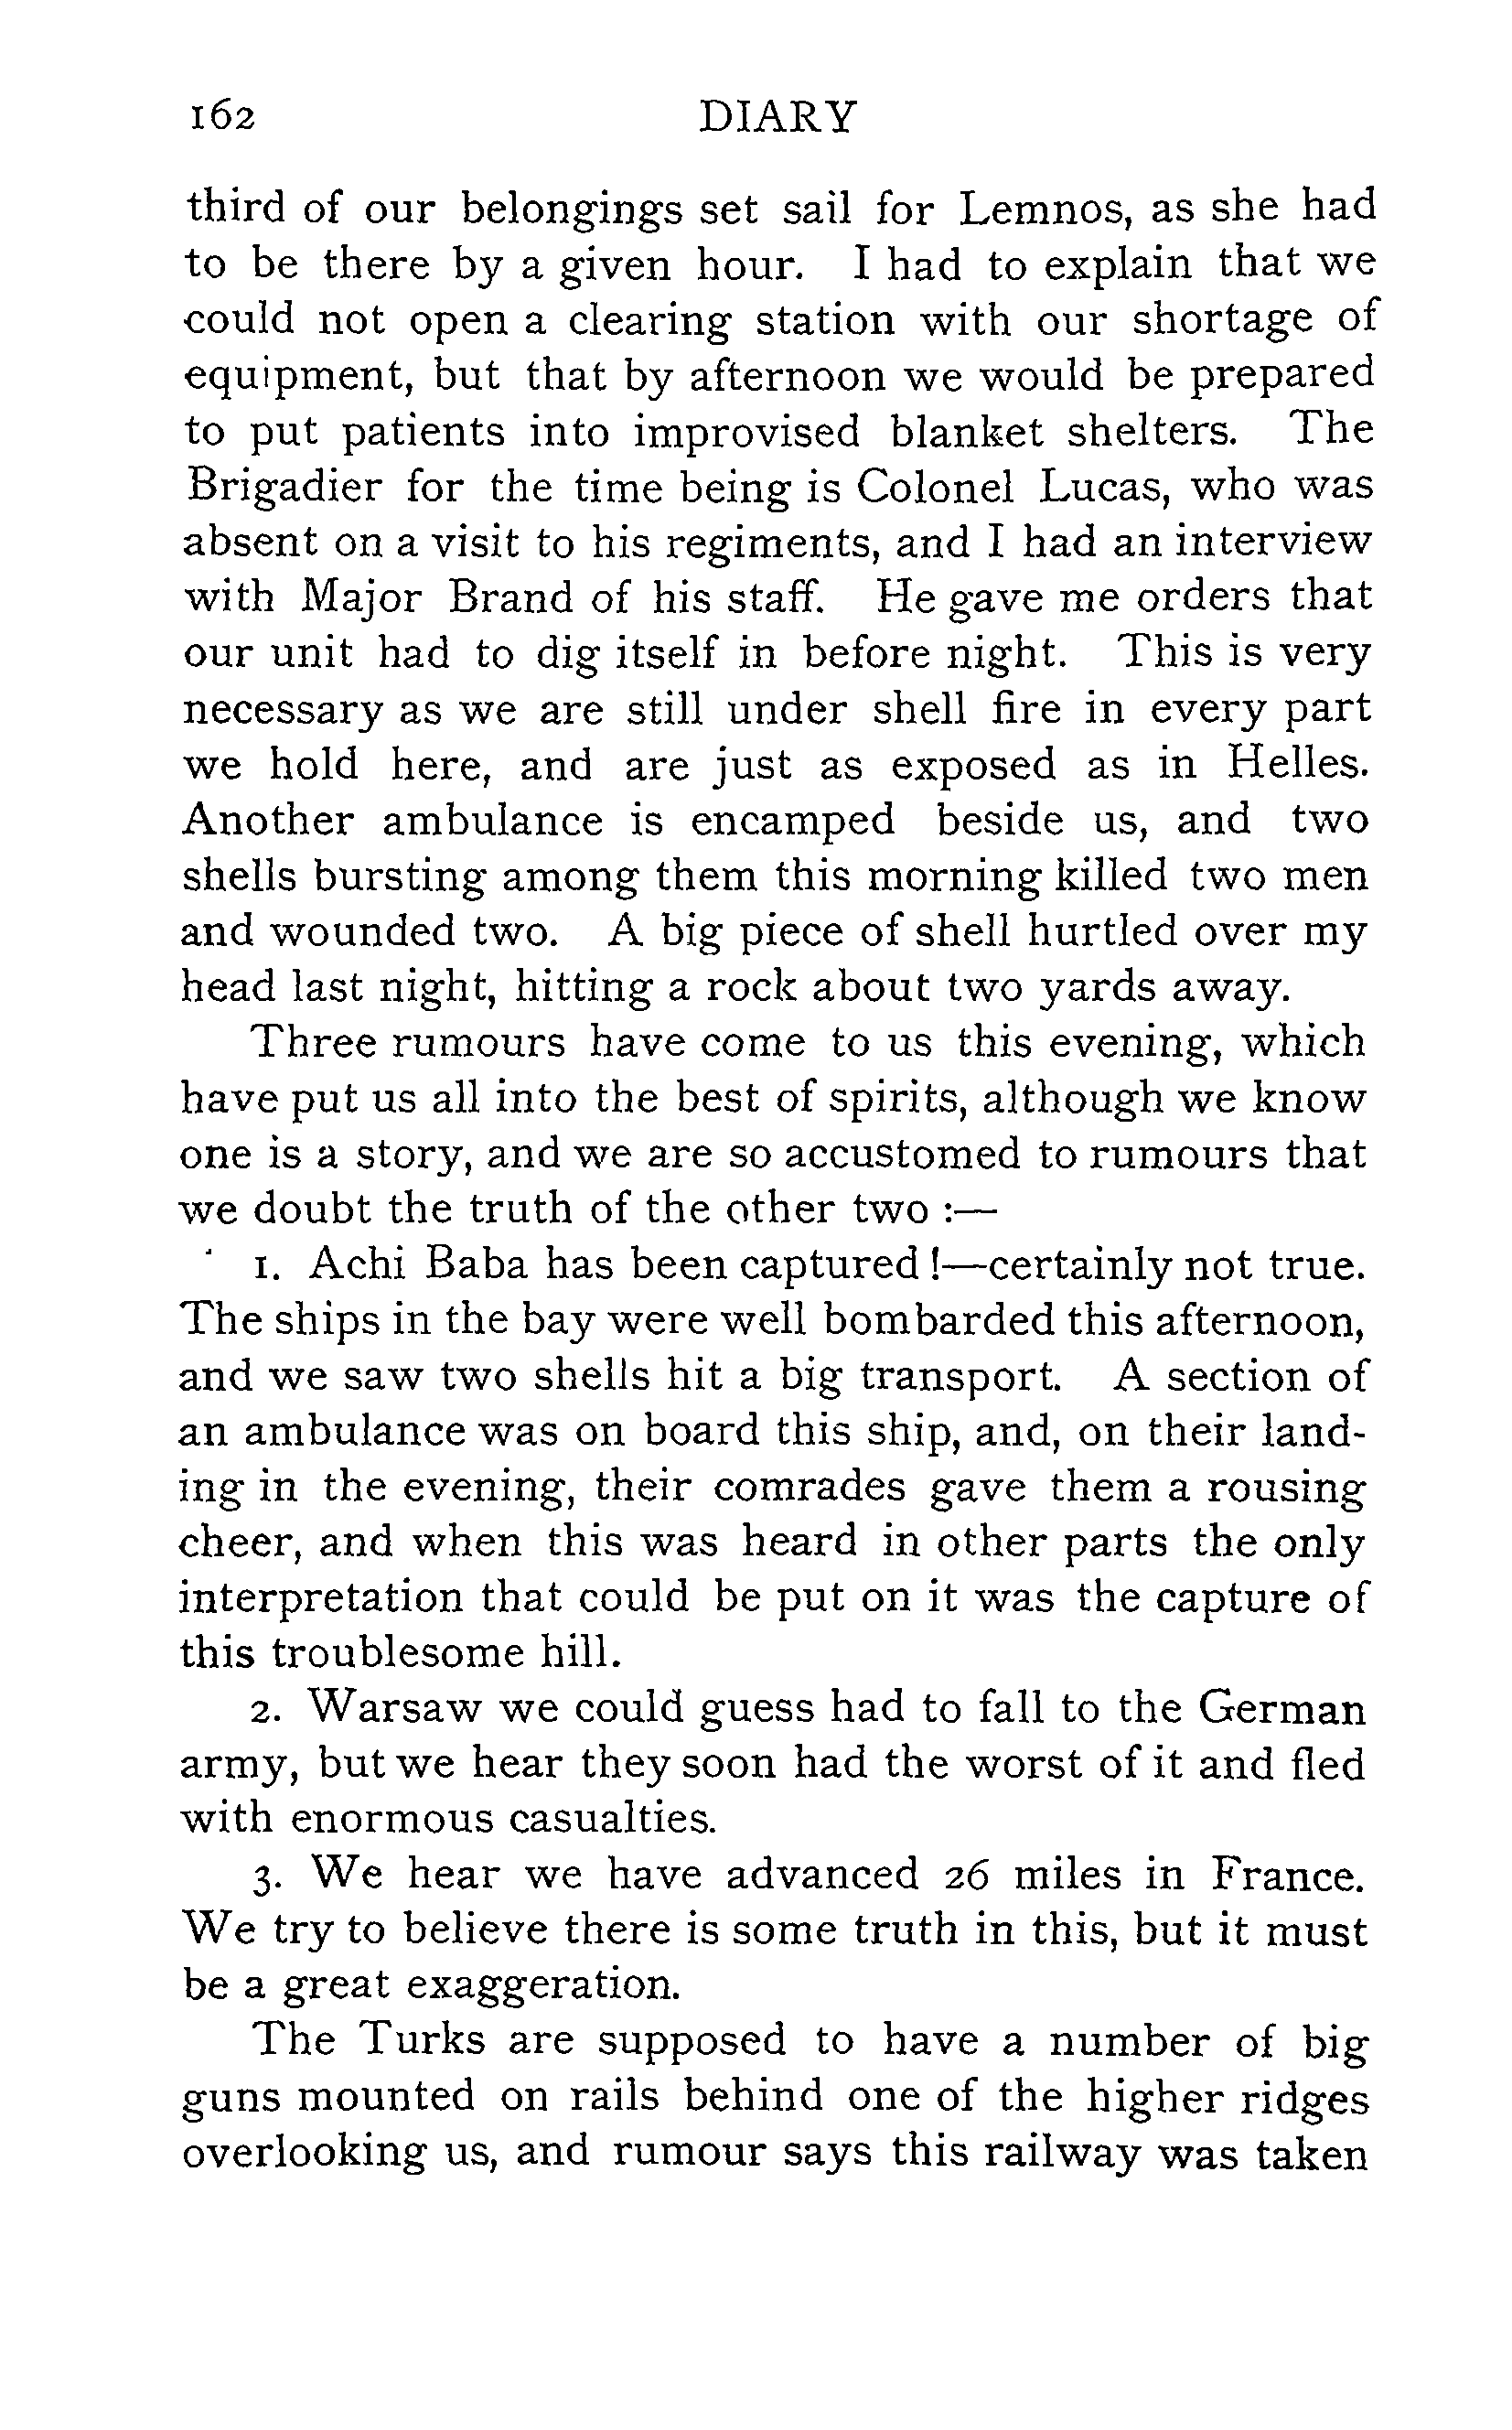 162 DIARY
third of our belongings set sail for Lemnos, as she had
to be there by a given hour. I had to explain that we
could not open a clearing station with our shortage of
equipment, but that by afternoon we would be prepared
to put patients into improvised blanket shelters. The
Brigadier for the time being is Colonel Lucas, who was
absent on a visit to his regiments, and I had an interview
with Major Brand of his staff. He gave me orders that
our unit had to dig itself in before night. This is very
necessary as we are still under shell fire in every part
we hold here, and are just as exposed as in Helles.
Another ambulance is encamped beside us, and two
shells bursting among them this morning killed two men
and wounded two. A big piece of shell hurtled over my
head last night, hitting a rock about two yards away.
Three rumours have come to us this evening, which
have put us all into the best of spirits, although we know
one is a story, and we are so accustomed to rumours that
we doubt the truth of the other two :—
1. Achi Baba has been captured !—certainly not true.
The ships in the bay were well bombarded this afternoon,
and we saw two shells hit a big transport. A section of
an ambulance was on board this ship, and, on their land-
ing in the evening, their comrades gave them a rousing
cheer, and when this was heard in other parts the only
interpretation that could be put on it was the capture of
this troublesome hill.
2. Warsaw we could guess had to fall to the German
army, but we hear they soon had the worst of it and fled
with enormous casualties.
3. We hear we have advanced 26 miles in France.
We try to believe there is some truth in this, but it must
be a great exaggeration.
The Turks are supposed to have a number of big
guns mounted on rails behind one of the higher ridges
overlooking us, and rumour says this railway was taken